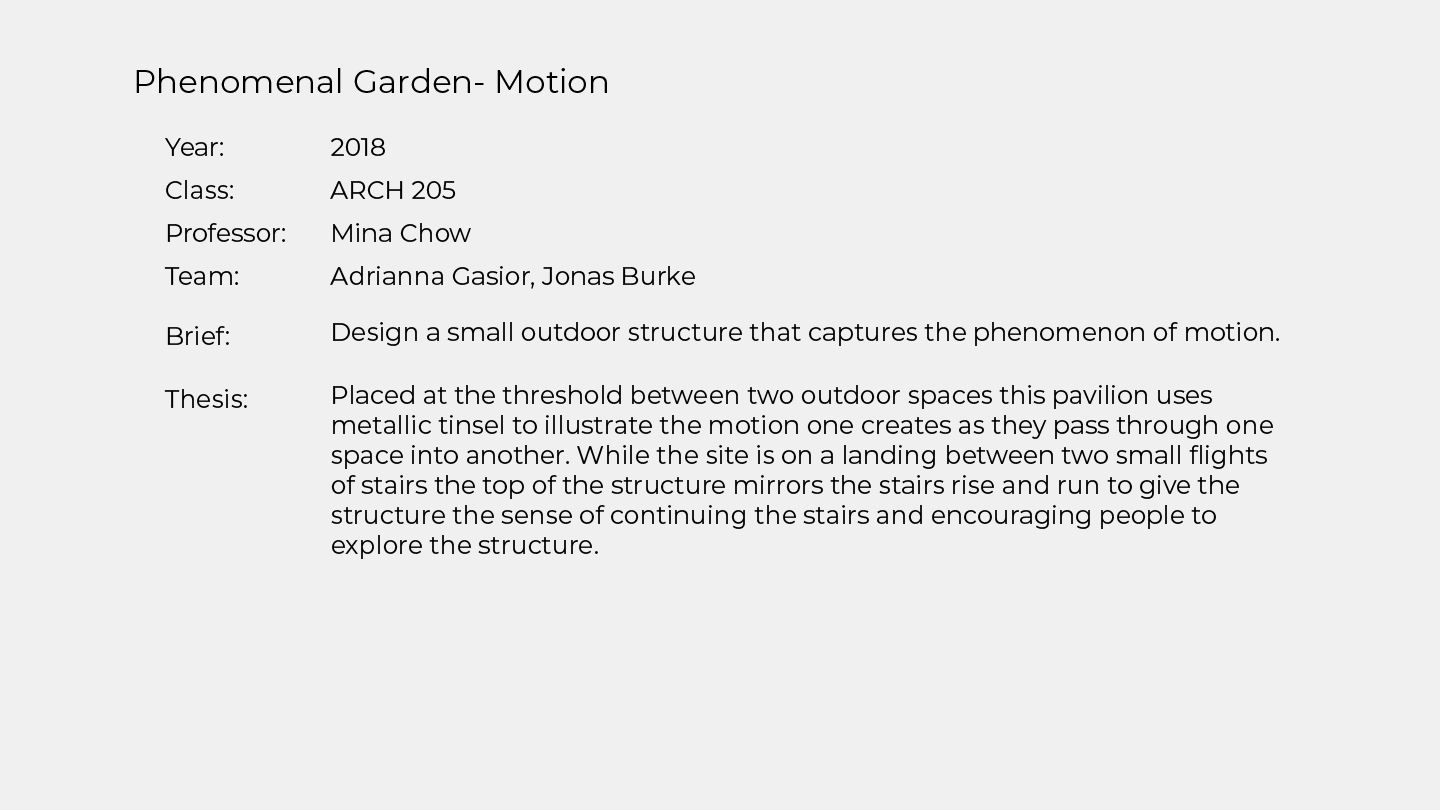 Phenomenal Garden- Motion
Year: 2018
Class: ARCH 205
Professor: Mina Chow
Team: Adrianna Gasior, Jonas Burke
Brief: Design a small outdoor structure that captures the phenomenon of motion.
Thesis: Placed at the threshold between two outdoor spaces this pavilion uses
metallic tinsel to illustrate the motion one creates as they pass through one
space into another. While the site is on a landing between two small flights
of stairs the top of the structure mirrors the stairs rise and run to give the
structure the sense of continuing the stairs and encouraging people to
explore the structure.